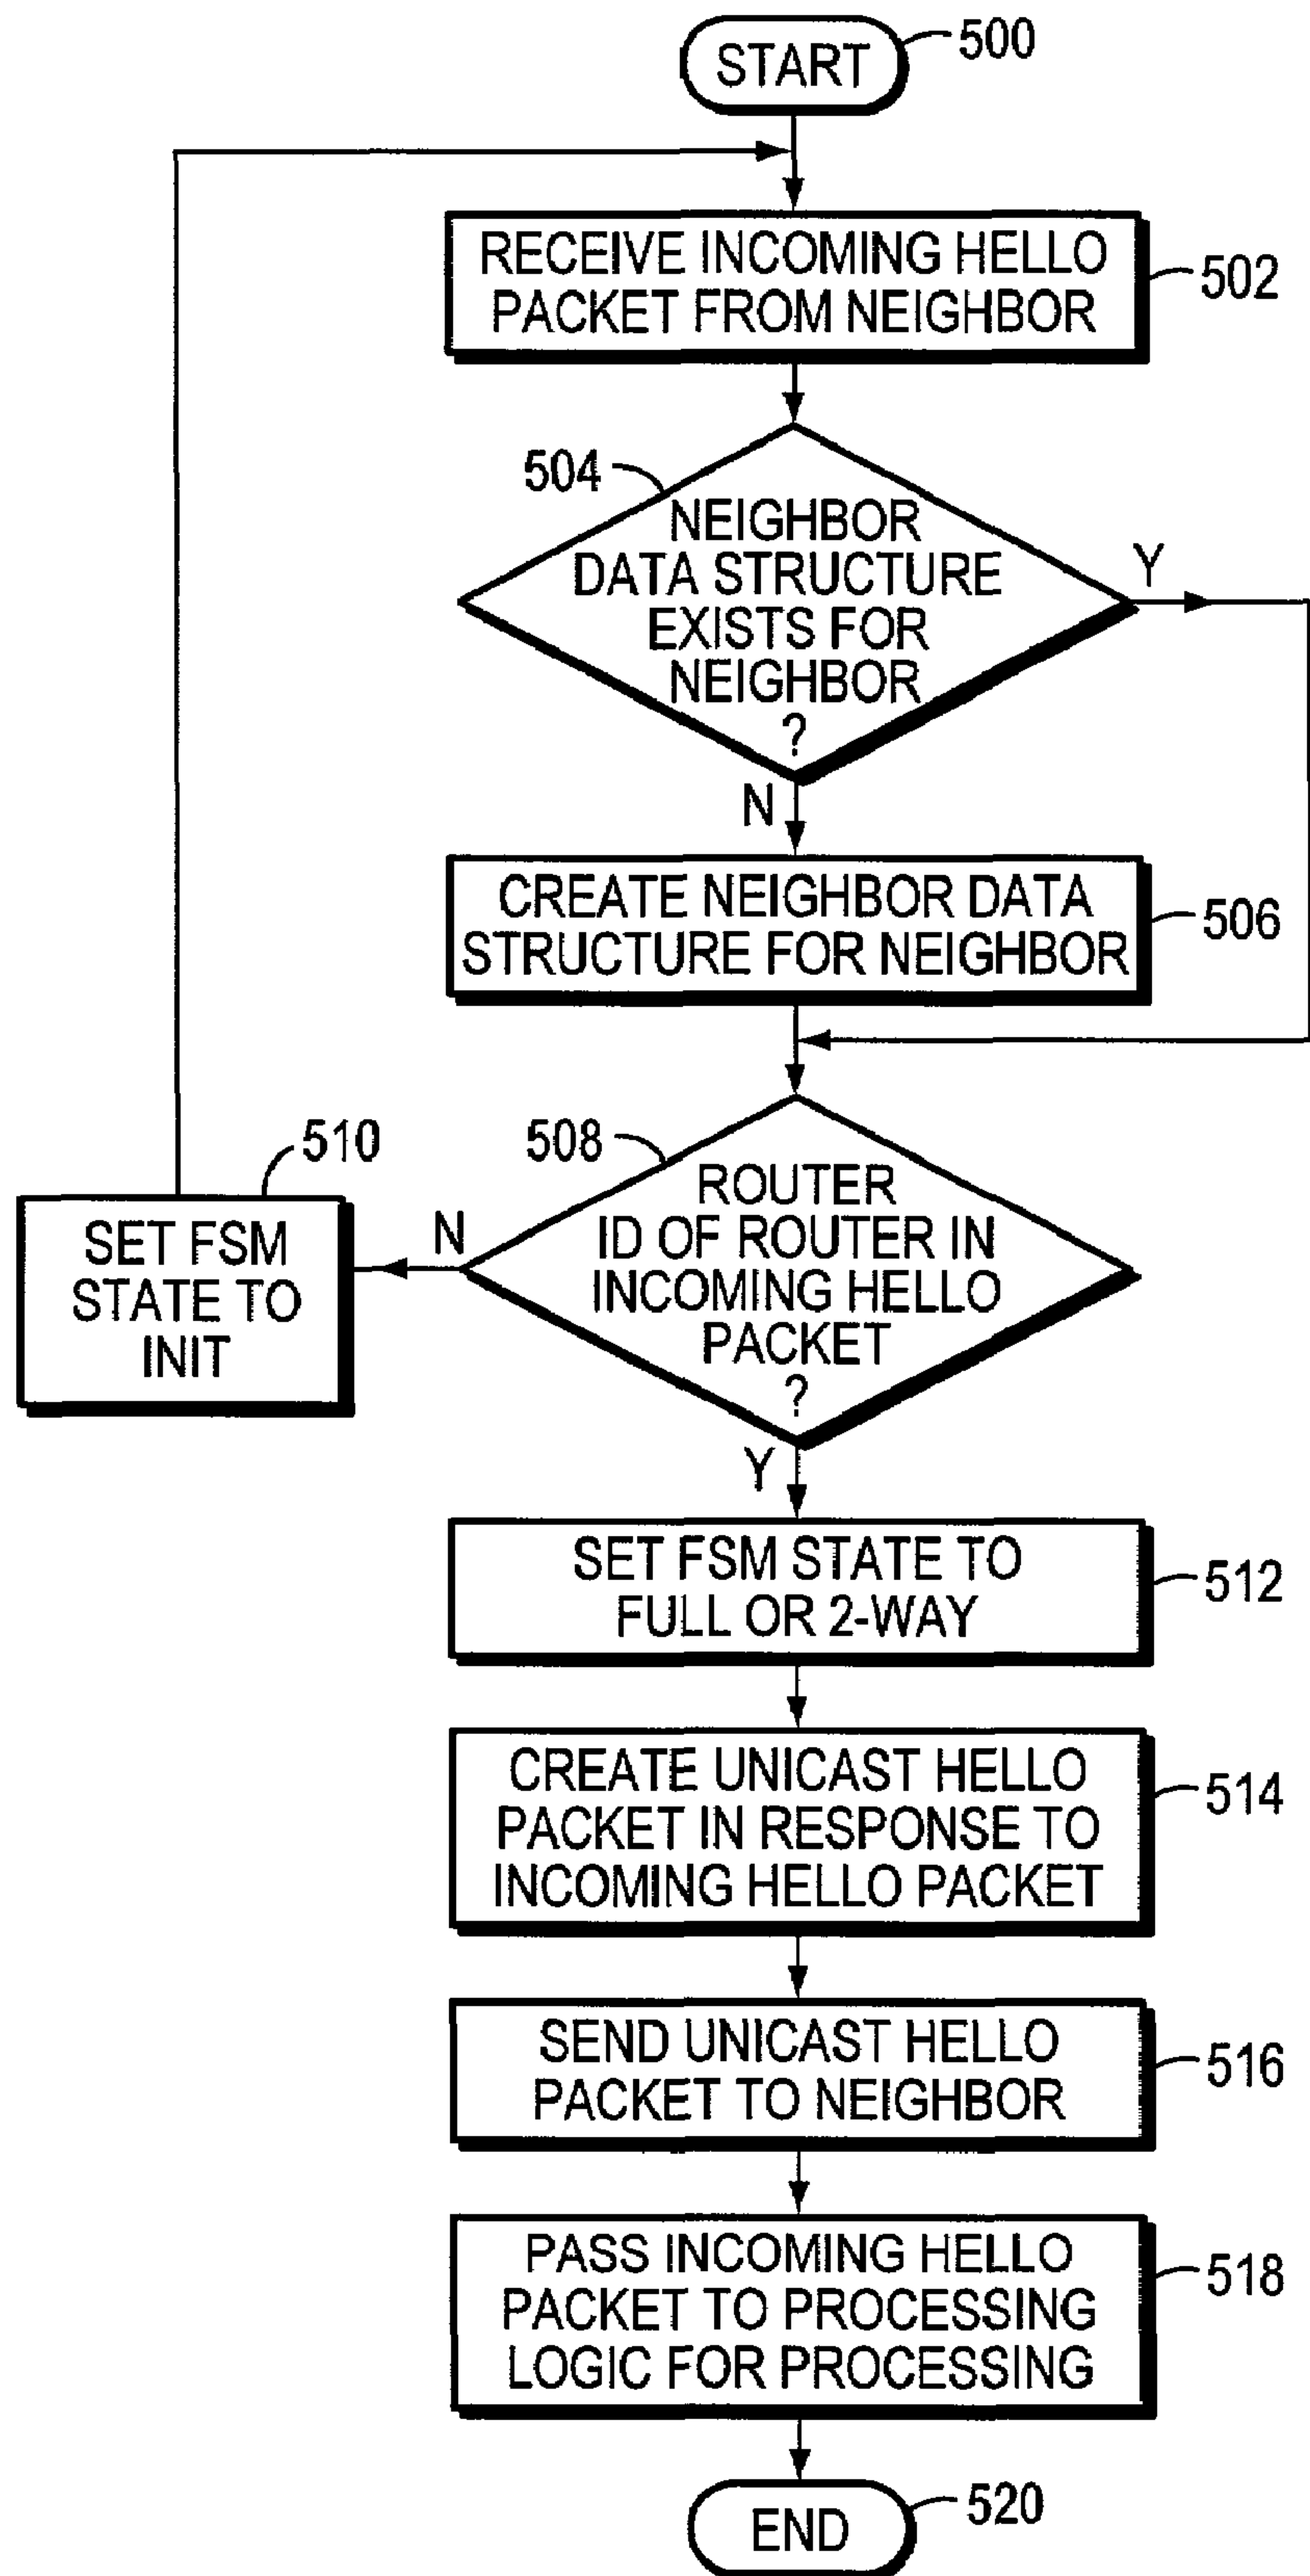 START
500
RECEIVE INCOMING HELLO
PACKET FROM NEIGHBOR
502
504
NEIGHBOR
DATA STRUCTURE
EXISTS FOR
NEIGHBOR
?
Y
N
CREATE NEIGHBOR DATA
STRUCTURE FOR NEIGHBOR
506
510
SET FSM
STATE TO
INIT
N
508
ROUTER
ID OF ROUTER IN
INCOMING HELLO
PACKET
?
Y
SET FSM STATE TO
FULL OR 2-WAY
512
CREATE UNICAST HELLO
PACKET IN RESPONSE TO
INCOMING HELLO PACKET
514
SEND UNICAST HELLO
PACKET TO NEIGHBOR
516
PASS INCOMING HELLO
PACKET TO PROCESSING
LOGIC FOR PROCESSING
518
END
520